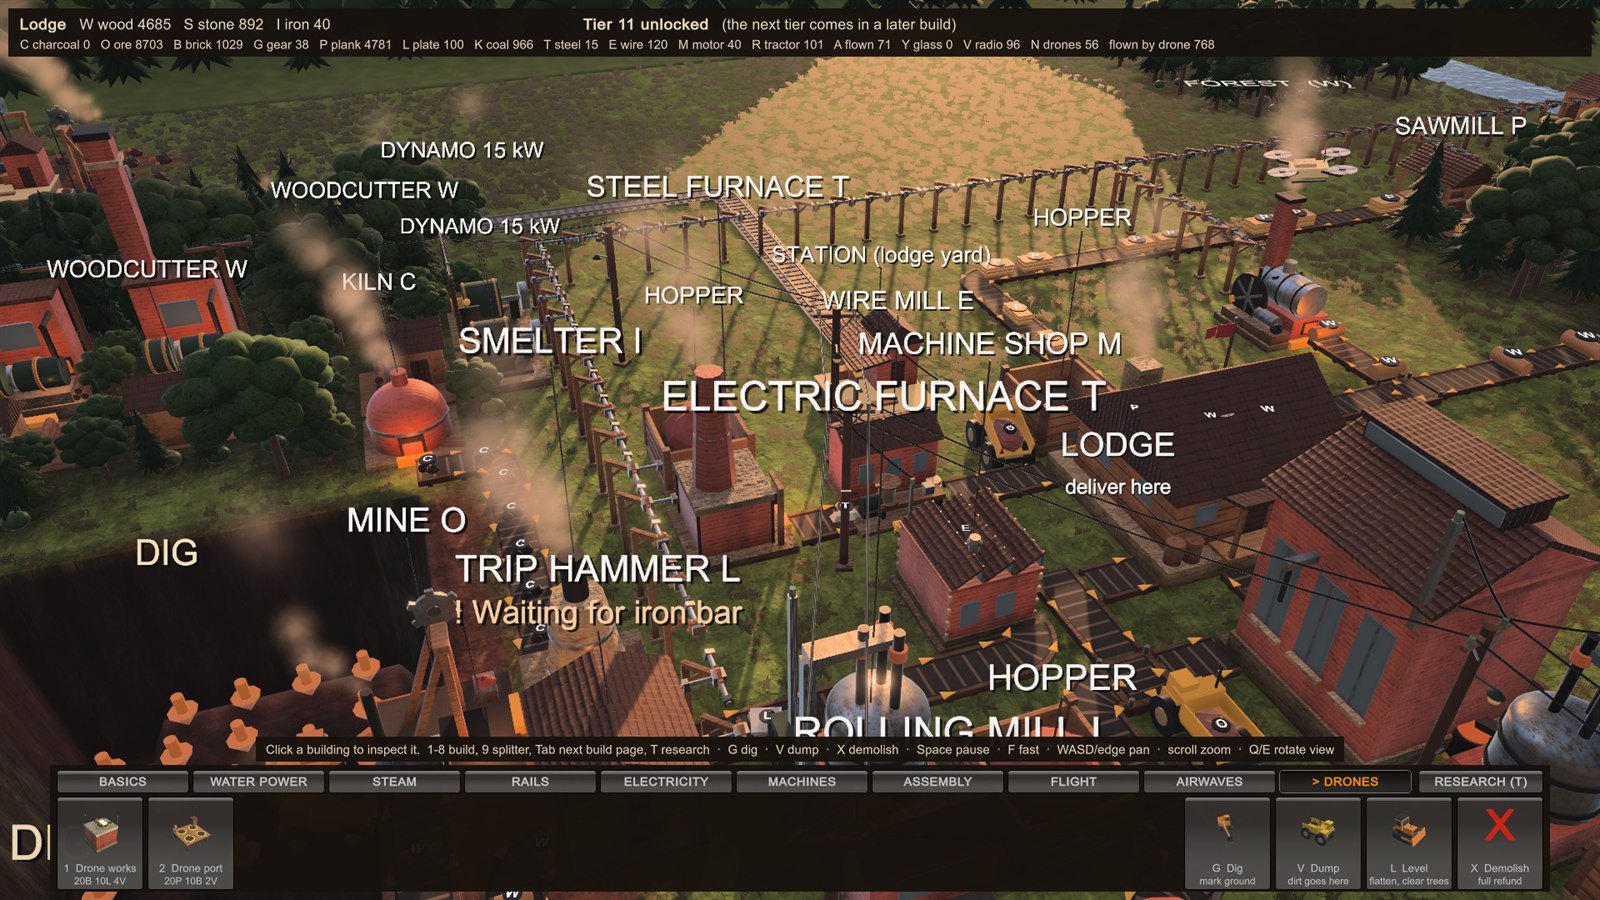 Lodge W wood 4685 S stone 892 I iron 40 Tier 11 unlocked (the next tier comes in a later build)
C charcoal 0 O ore 8703 B brick 1029 G gear 38 P plank 4781 L plate 100 K coal 966 T steel 15 E wire 120 M motor 40 R tractor 101 A flown 71 Y glass 0 V radio 96 N drones 56 flown by drone 768
FOREST (W)
SAWMILL P
DYNAMO 15 kW
WOODCUTTER W
STEEL FURNACE T
HOPPER
DYNAMO 15 kW
STATION (lodge yard)
WOODCUTTER W
KILN C
HOPPER
WIRE MILL E
SMELTER I
MACHINE SHOP M
ELECTRIC FURNACE T
LODGE
deliver here
MINE O
DIG
TRIP HAMMER L
! Waiting for iron bar
HOPPER
ROLLING MILL L
Click a building to inspect it. 1-8 build, 9 splitter, Tab next build page, T research · G dig · V dump · X demolish · Space pause · F fast · WASD/edge pan · scroll zoom · Q/E rotate view
BASICS WATER POWER STEAM RAILS ELECTRICITY MACHINES ASSEMBLY FLIGHT AIRWAVES > DRONES RESEARCH (T)
1 Drone works
20B 10L 4V
2 Drone port
20P 10B 2V
G Dig
mark ground
V Dump
dirt goes here
L Level
flatten, clear trees
X Demolish
full refund